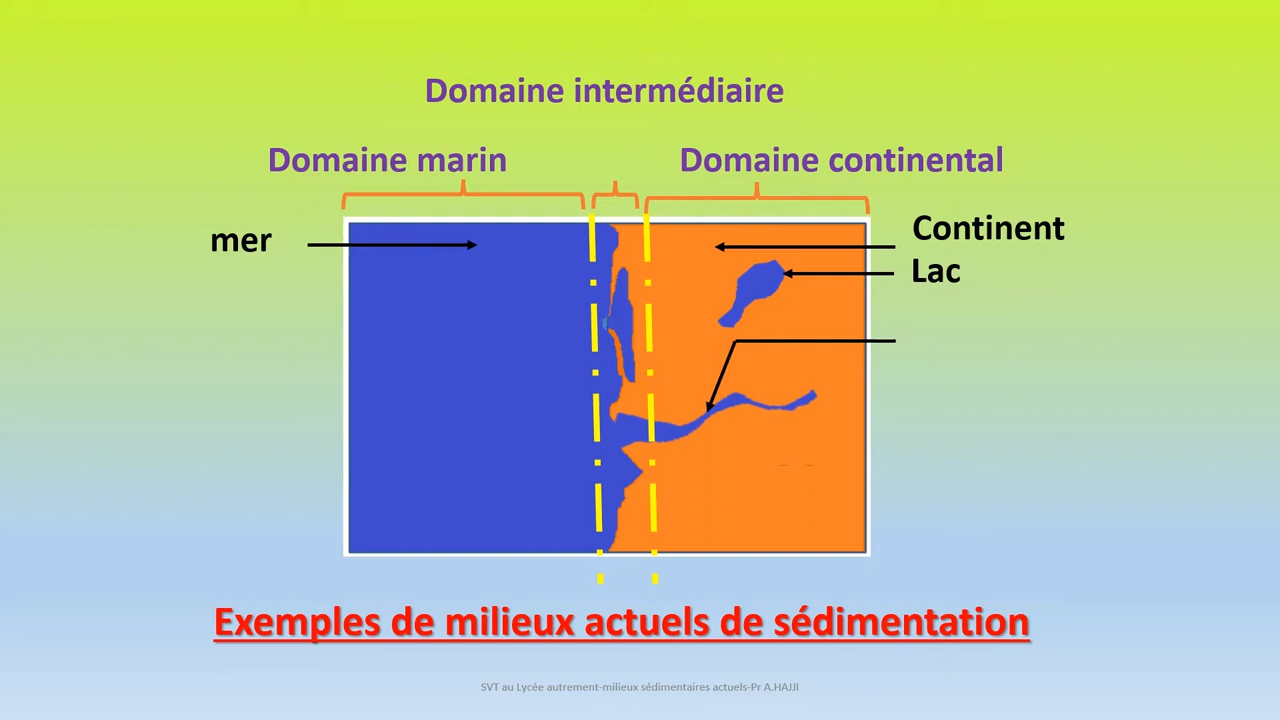 Domaine intermédiaire
Domaine marin
Domaine continental
mer
Continent
Lac
Exemples de milieux actuels de sédimentation
SVT au Lycée autrement-milieux sédimentaires actuels-Pr A.HAJJI